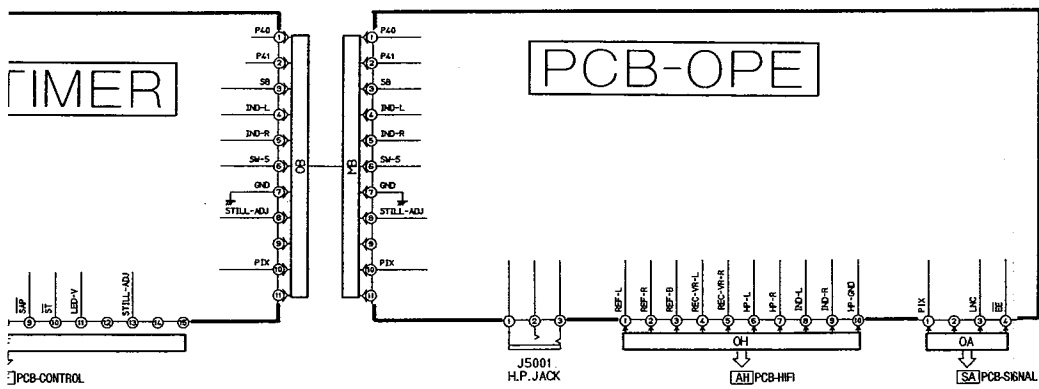 TIMER
PCB-OPE
P40 1
P41 2
S8 3
IND-L 4
IND-R 5
SW-5 6
GND 7
STILL-ADJ 8
9
PIX 10
11
OB
MB
1 P40
2 P41
3 S8
4 IND-L
5 IND-R
6 SW-5
7 GND
8 STILL-ADJ
9
10 PIX
11
SAP
ST
LED-V
STILL-ADJ
9 10 11 12 13 14 15
PCB-CONTROL
1 2 3
J5001
H.P.JACK
REF-L
REF-R
REF-B
REC-VR-L
REC-VR-R
HP-L
HP-R
IND-L
IND-R
HP-GND
1 2 3 4 5 6 7 8 9 10
OH
AH PCB-HIFI
PIX
LNC
1 2 3 4
OA
SA PCB-SIGNAL